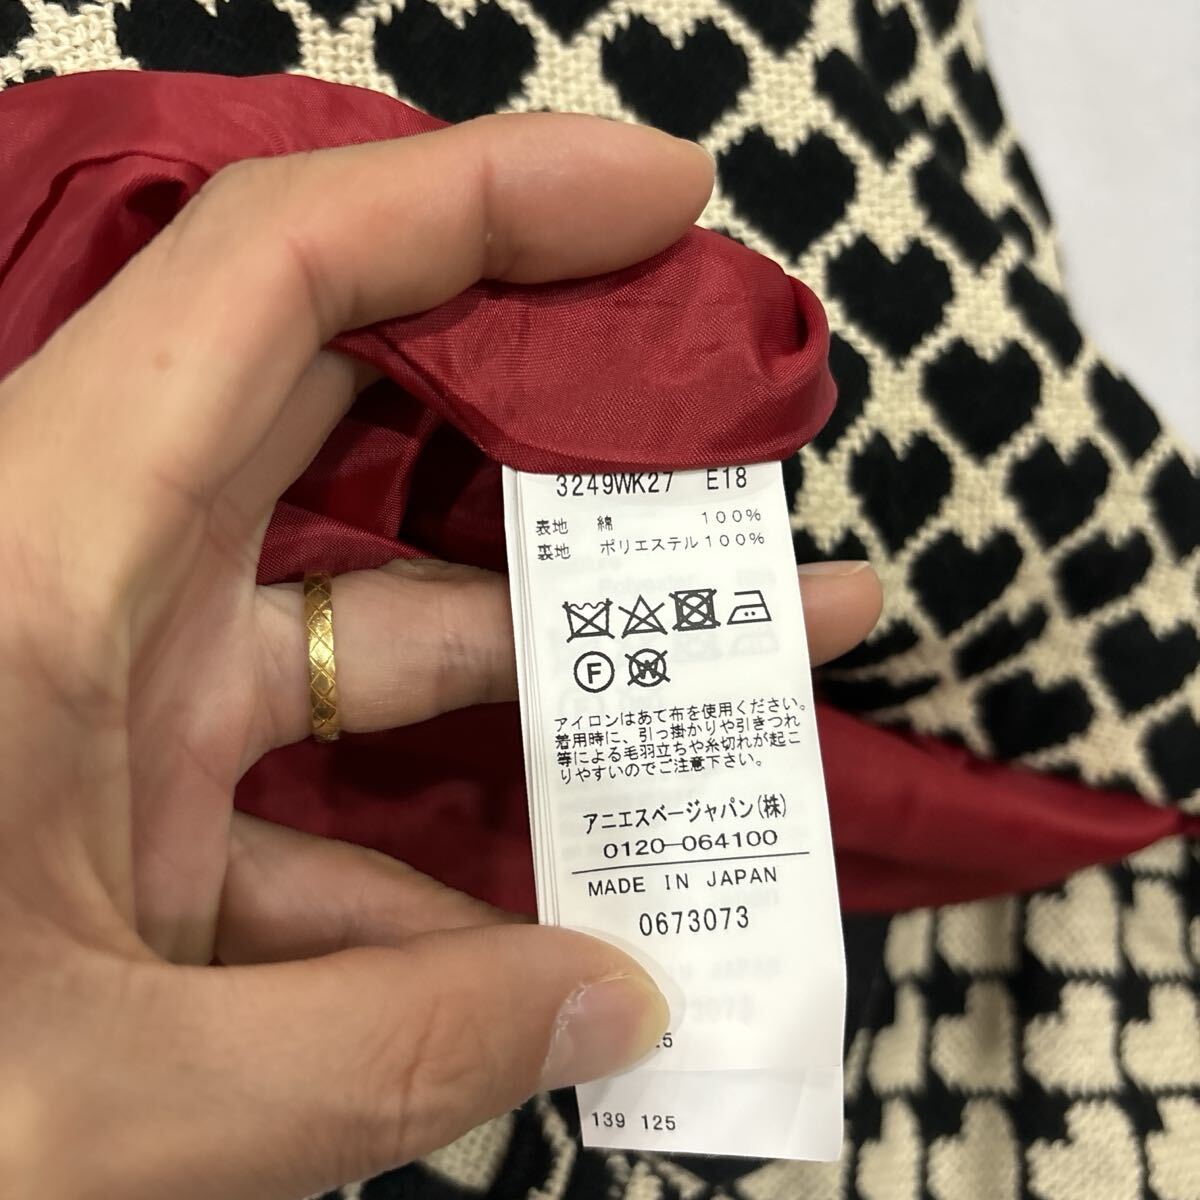 3249WK27 E18
表地 綿 100%
裏地 ポリエステル100%
F
W
アイロンはあて布を使用ください。
着用時に、引っ掛かりや引きつれ
等による毛羽立ちや糸切れが起こ
りやすいのでご注意下さい。
アニエスベージャパン(株)
0120-064100
MADE IN JAPAN
0673073
139 125